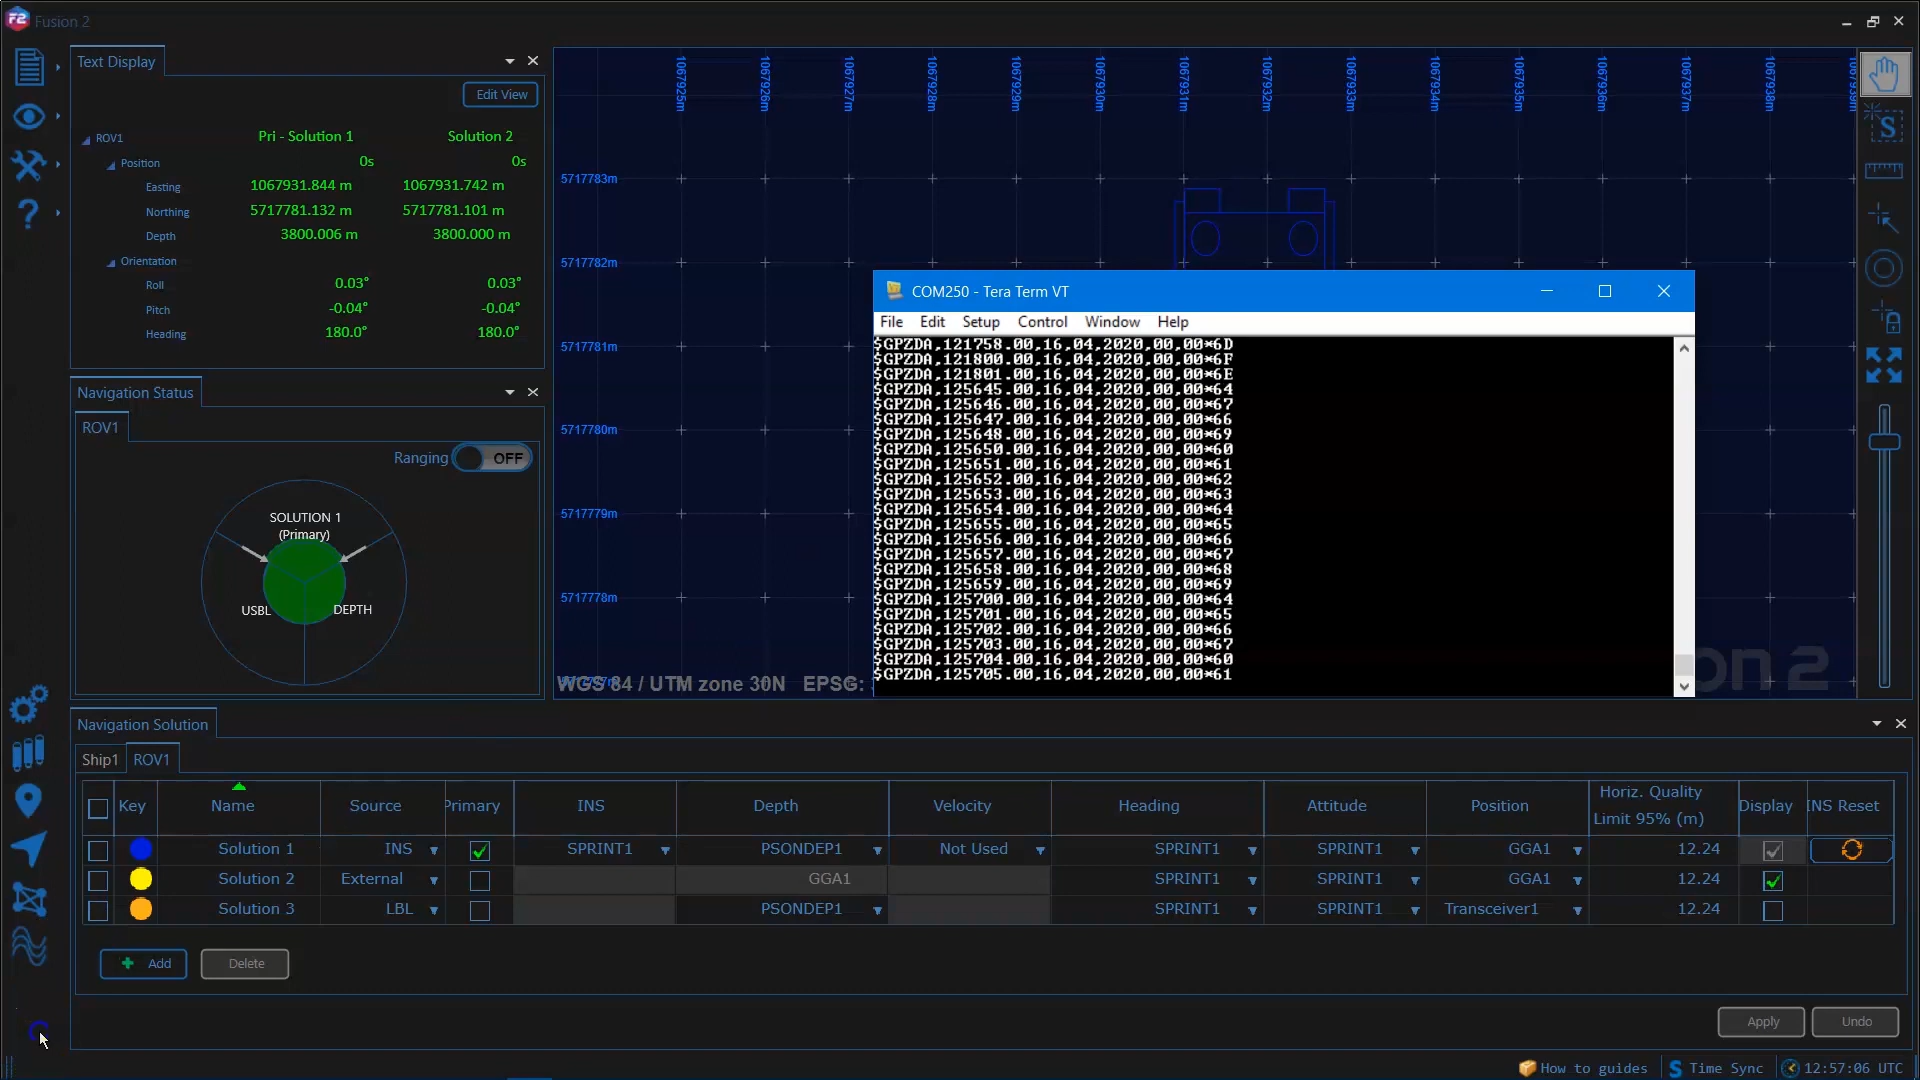 Fusion 2
Text Display
Edit View
ROV1 Pri - Solution 1 Solution 2
Position 0s 0s
Easting 1067931.844 m 1067931.742 m
Northing 5717781.132 m 5717781.101 m
Depth 3800.006 m 3800.000 m
Orientation
Roll 0.03° 0.03°
Pitch -0.04° -0.04°
Heading 180.0° 180.0°
Navigation Status
ROV1
Ranging OFF
SOLUTION 1
(Primary)
USBL DEPTH
1067925m 1067926m 1067927m 1067928m 1067929m 1067930m 1067931m 1067932m 1067933m 1067934m 1067935m 1067936m 1067937m 1067938m 1067939m
5717783m
5717782m
5717781m
5717780m
5717779m
5717778m
WGS 84 / UTM zone 30N EPSG:
on 2
S
COM250 - Tera Term VT
File Edit Setup Control Window Help
$GPZDA,121758.00,16,04,2020,00,00*6D
$GPZDA,121800.00,16,04,2020,00,00*6F
$GPZDA,121801.00,16,04,2020,00,00*6E
$GPZDA,125645.00,16,04,2020,00,00*64
$GPZDA,125646.00,16,04,2020,00,00*67
$GPZDA,125647.00,16,04,2020,00,00*66
$GPZDA,125648.00,16,04,2020,00,00*69
$GPZDA,125650.00,16,04,2020,00,00*60
$GPZDA,125651.00,16,04,2020,00,00*61
$GPZDA,125652.00,16,04,2020,00,00*62
$GPZDA,125653.00,16,04,2020,00,00*63
$GPZDA,125654.00,16,04,2020,00,00*64
$GPZDA,125655.00,16,04,2020,00,00*65
$GPZDA,125656.00,16,04,2020,00,00*66
$GPZDA,125657.00,16,04,2020,00,00*67
$GPZDA,125658.00,16,04,2020,00,00*68
$GPZDA,125659.00,16,04,2020,00,00*69
$GPZDA,125700.00,16,04,2020,00,00*64
$GPZDA,125701.00,16,04,2020,00,00*65
$GPZDA,125702.00,16,04,2020,00,00*66
$GPZDA,125703.00,16,04,2020,00,00*67
$GPZDA,125704.00,16,04,2020,00,00*60
$GPZDA,125705.00,16,04,2020,00,00*61
Navigation Solution
Ship1 ROV1
Key Name Source Primary INS Depth Velocity Heading Attitude Position Horiz. Quality Limit 95% (m) Display INS Reset
Solution 1 INS SPRINT1 PSONDEP1 Not Used SPRINT1 SPRINT1 GGA1 12.24
Solution 2 External GGA1 SPRINT1 SPRINT1 GGA1 12.24
Solution 3 LBL PSONDEP1 SPRINT1 SPRINT1 Transceiver1 12.24
Add Delete
Apply Undo
How to guides S Time Sync 12:57:06 UTC